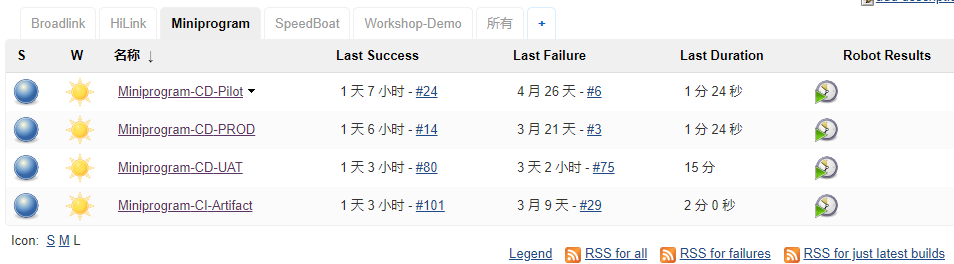 add descripti
Broadlink HiLink Miniprogram SpeedBoat Workshop-Demo 所有 +
S W 名称 ↓ Last Success Last Failure Last Duration Robot Results
Miniprogram-CD-Pilot 1 天 7 小时 - #24 4 月 26 天 - #6 1 分 24 秒
Miniprogram-CD-PROD 1 天 6 小时 - #14 3 月 21 天 - #3 1 分 24 秒
Miniprogram-CD-UAT 1 天 3 小时 - #80 3 天 2 小时 - #75 15 分
Miniprogram-CI-Artifact 1 天 3 小时 - #101 3 月 9 天 - #29 2 分 0 秒
Icon: S M L
Legend RSS for all RSS for failures RSS for just latest builds